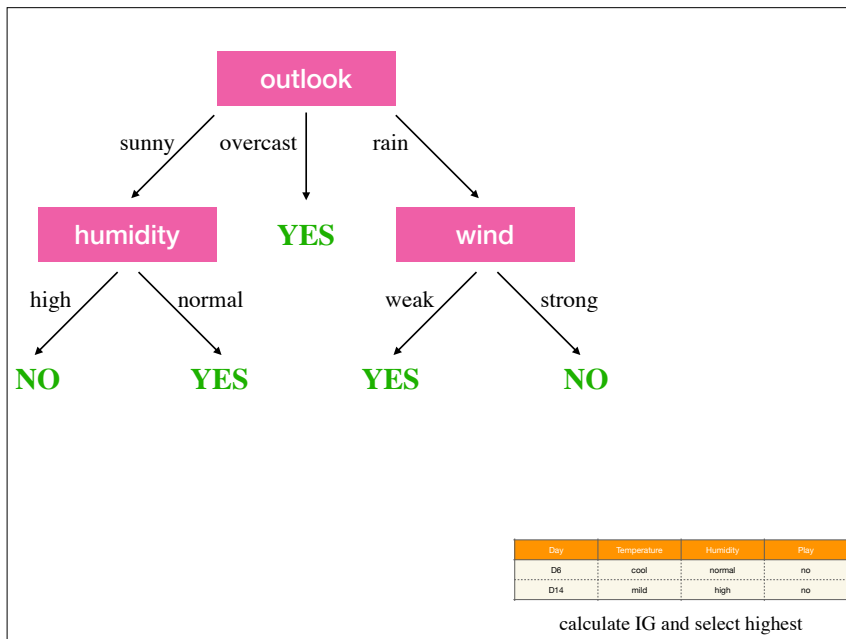 outlook
sunny overcast rain
humidity YES wind
high normal weak strong
NO YES YES NO
Day Temperature Humidity Play
D6 cool normal no
D14 mild high no
calculate IG and select highest